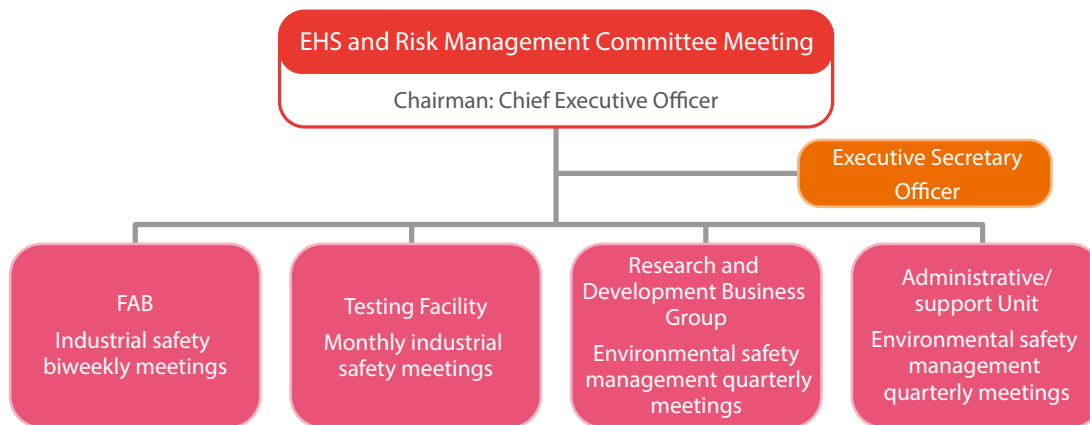 EHS and Risk Management Committee Meeting
Chairman: Chief Executive Officer
Executive Secretary
Officer
FAB
Industrial safety
biweekly meetings
Testing Facility
Monthly industrial
safety meetings
Research and
Development Business
Group
Environmental safety
management quarterly
meetings
Administrative/
support Unit
Environmental safety
management
quarterly meetings